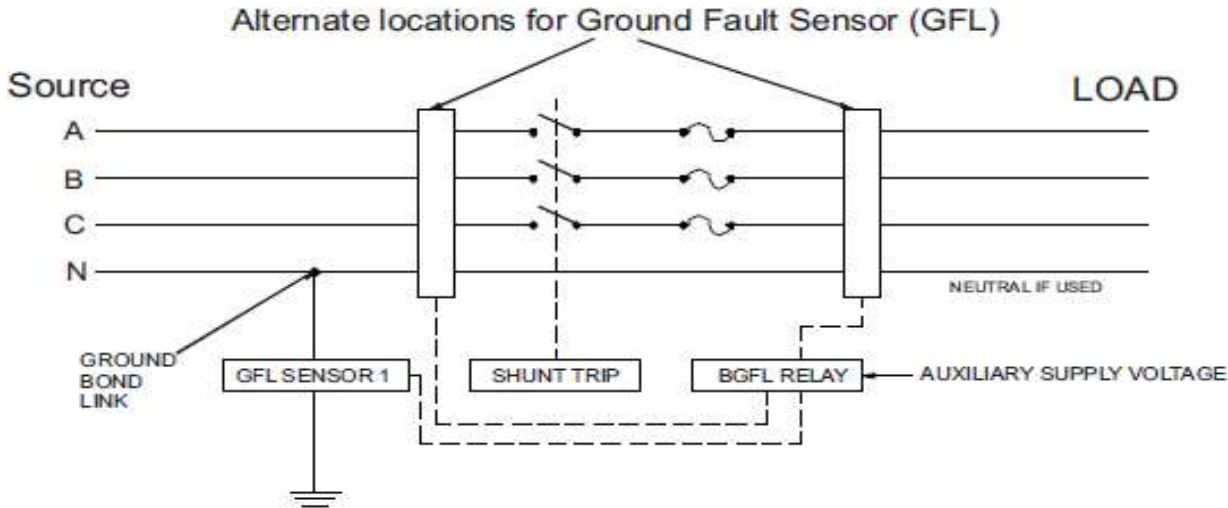 Alternate locations for Ground Fault Sensor (GFL)
Source
LOAD
A
B
C
N
NEUTRAL IF USED
GROUND
BOND
LINK
GFL SENSOR 1
SHUNT TRIP
BGFL RELAY
AUXILIARY SUPPLY VOLTAGE